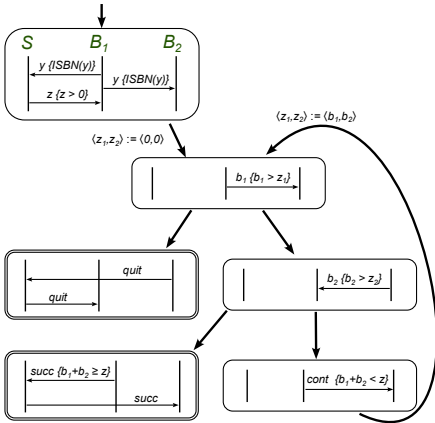 S B₁ B₂
y {ISBN(y)}
y {ISBN(y)}
z {z > 0}
⟨z₁,z₂⟩ := ⟨0,0⟩
⟨z₁,z₂⟩ := ⟨b₁,b₂⟩
b₁ {b₁ > z₁}
quit
quit
b₂ {b₂ > z₂}
succ {b₁+b₂ ≥ z}
succ
cont {b₁+b₂ < z}